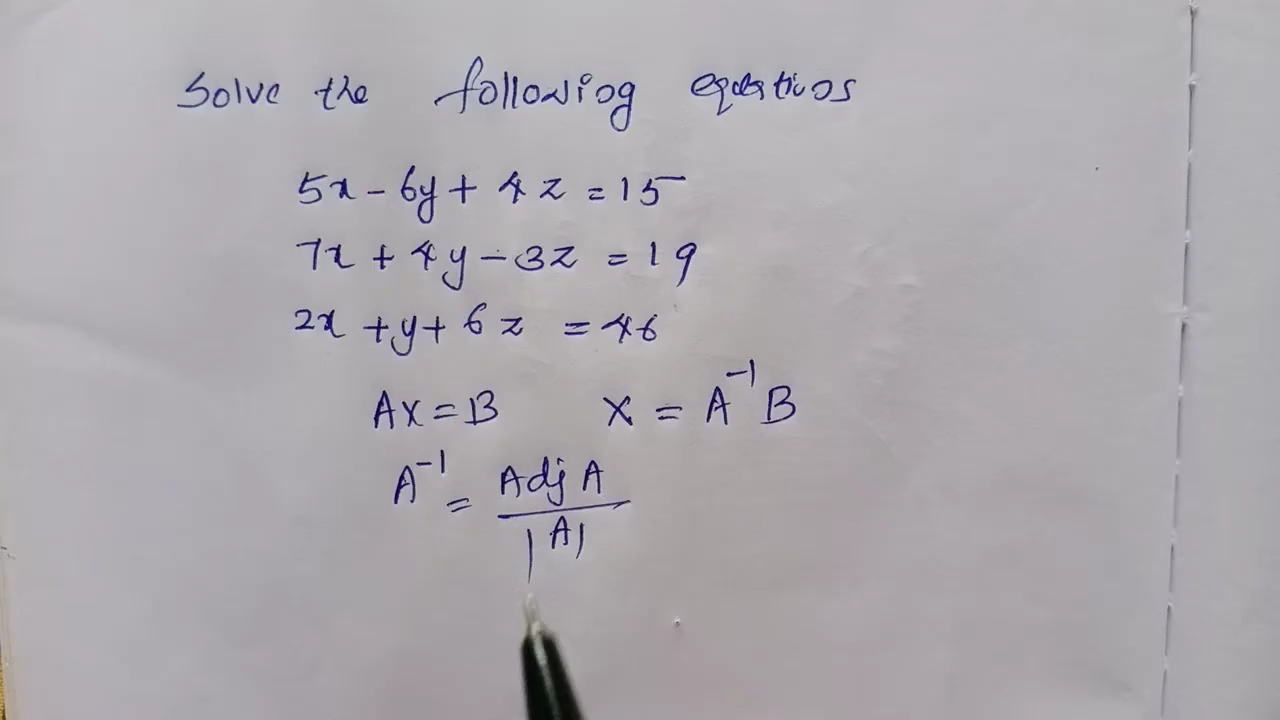 Solve the following equations
5x - 6y + 4z = 15
7x + 4y - 3z = 19
2x + y + 6z = 46
AX = B X = A⁻¹B
A⁻¹ = Adj A
|A|